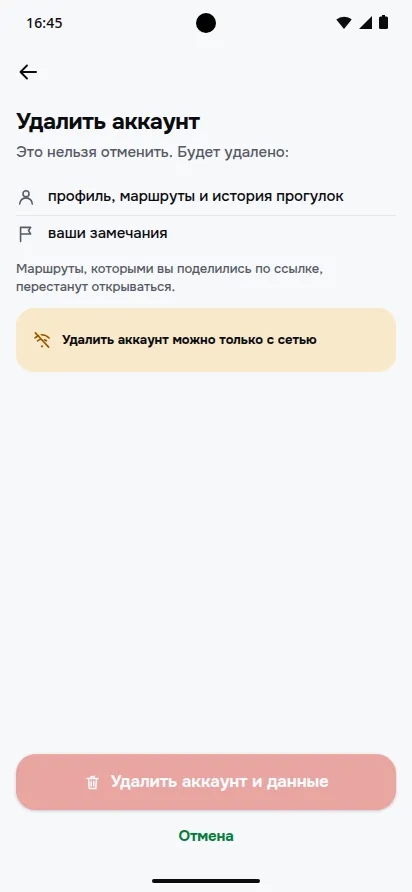 16:45
Удалить аккаунт
Это нельзя отменить. Будет удалено:
профиль, маршруты и история прогулок
ваши замечания
Маршруты, которыми вы поделились по ссылке,
перестанут открываться.
Удалить аккаунт можно только с сетью
Удалить аккаунт и данные
Отмена